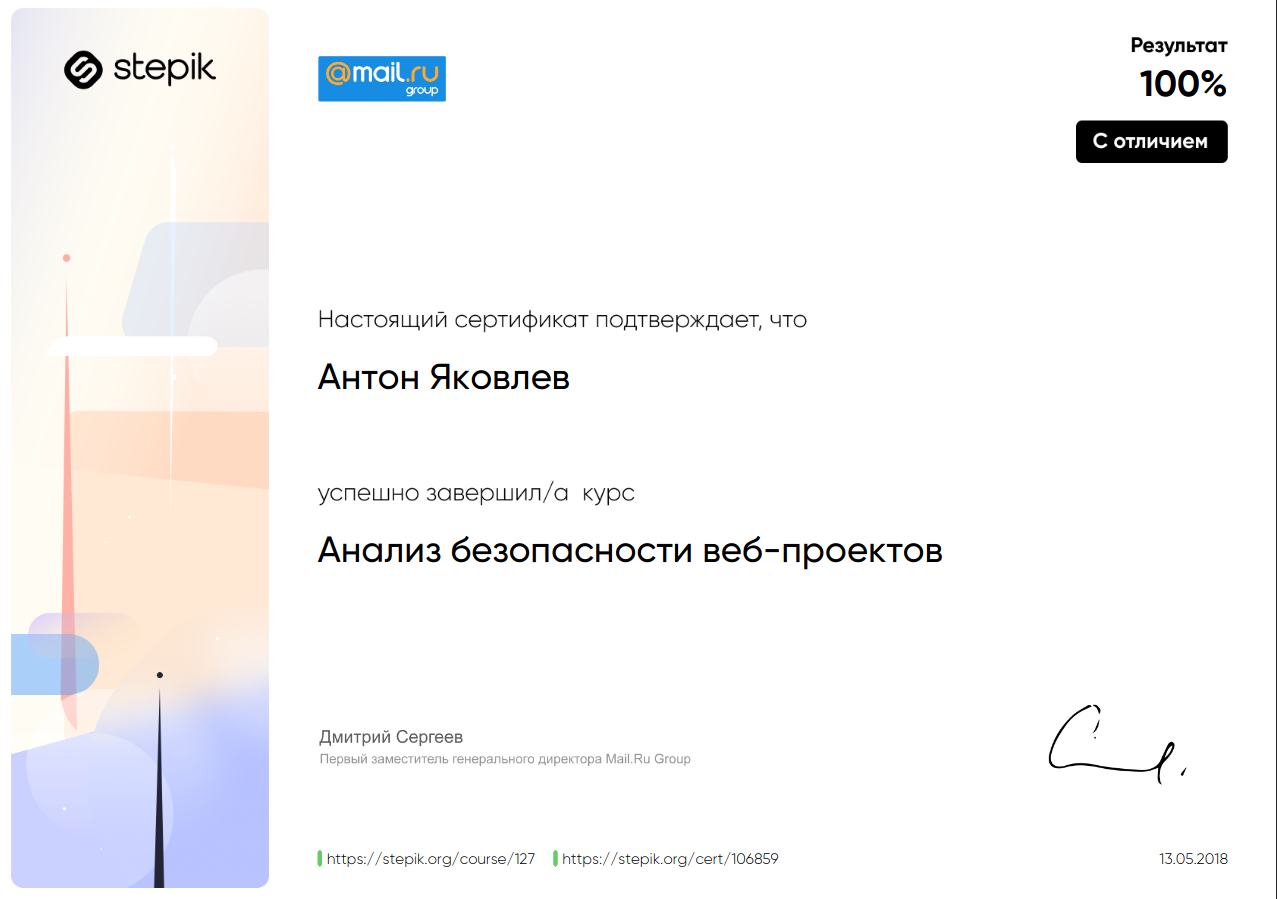 stepik
@mail.ru
group
Результат
100%
С отличием
Настоящий сертификат подтверждает, что
Антон Яковлев
успешно завершил/а курс
Анализ безопасности веб-проектов
Дмитрий Сергеев
Первый заместитель генерального директора Mail.Ru Group
https://stepik.org/course/127 https://stepik.org/cert/106859
13.05.2018